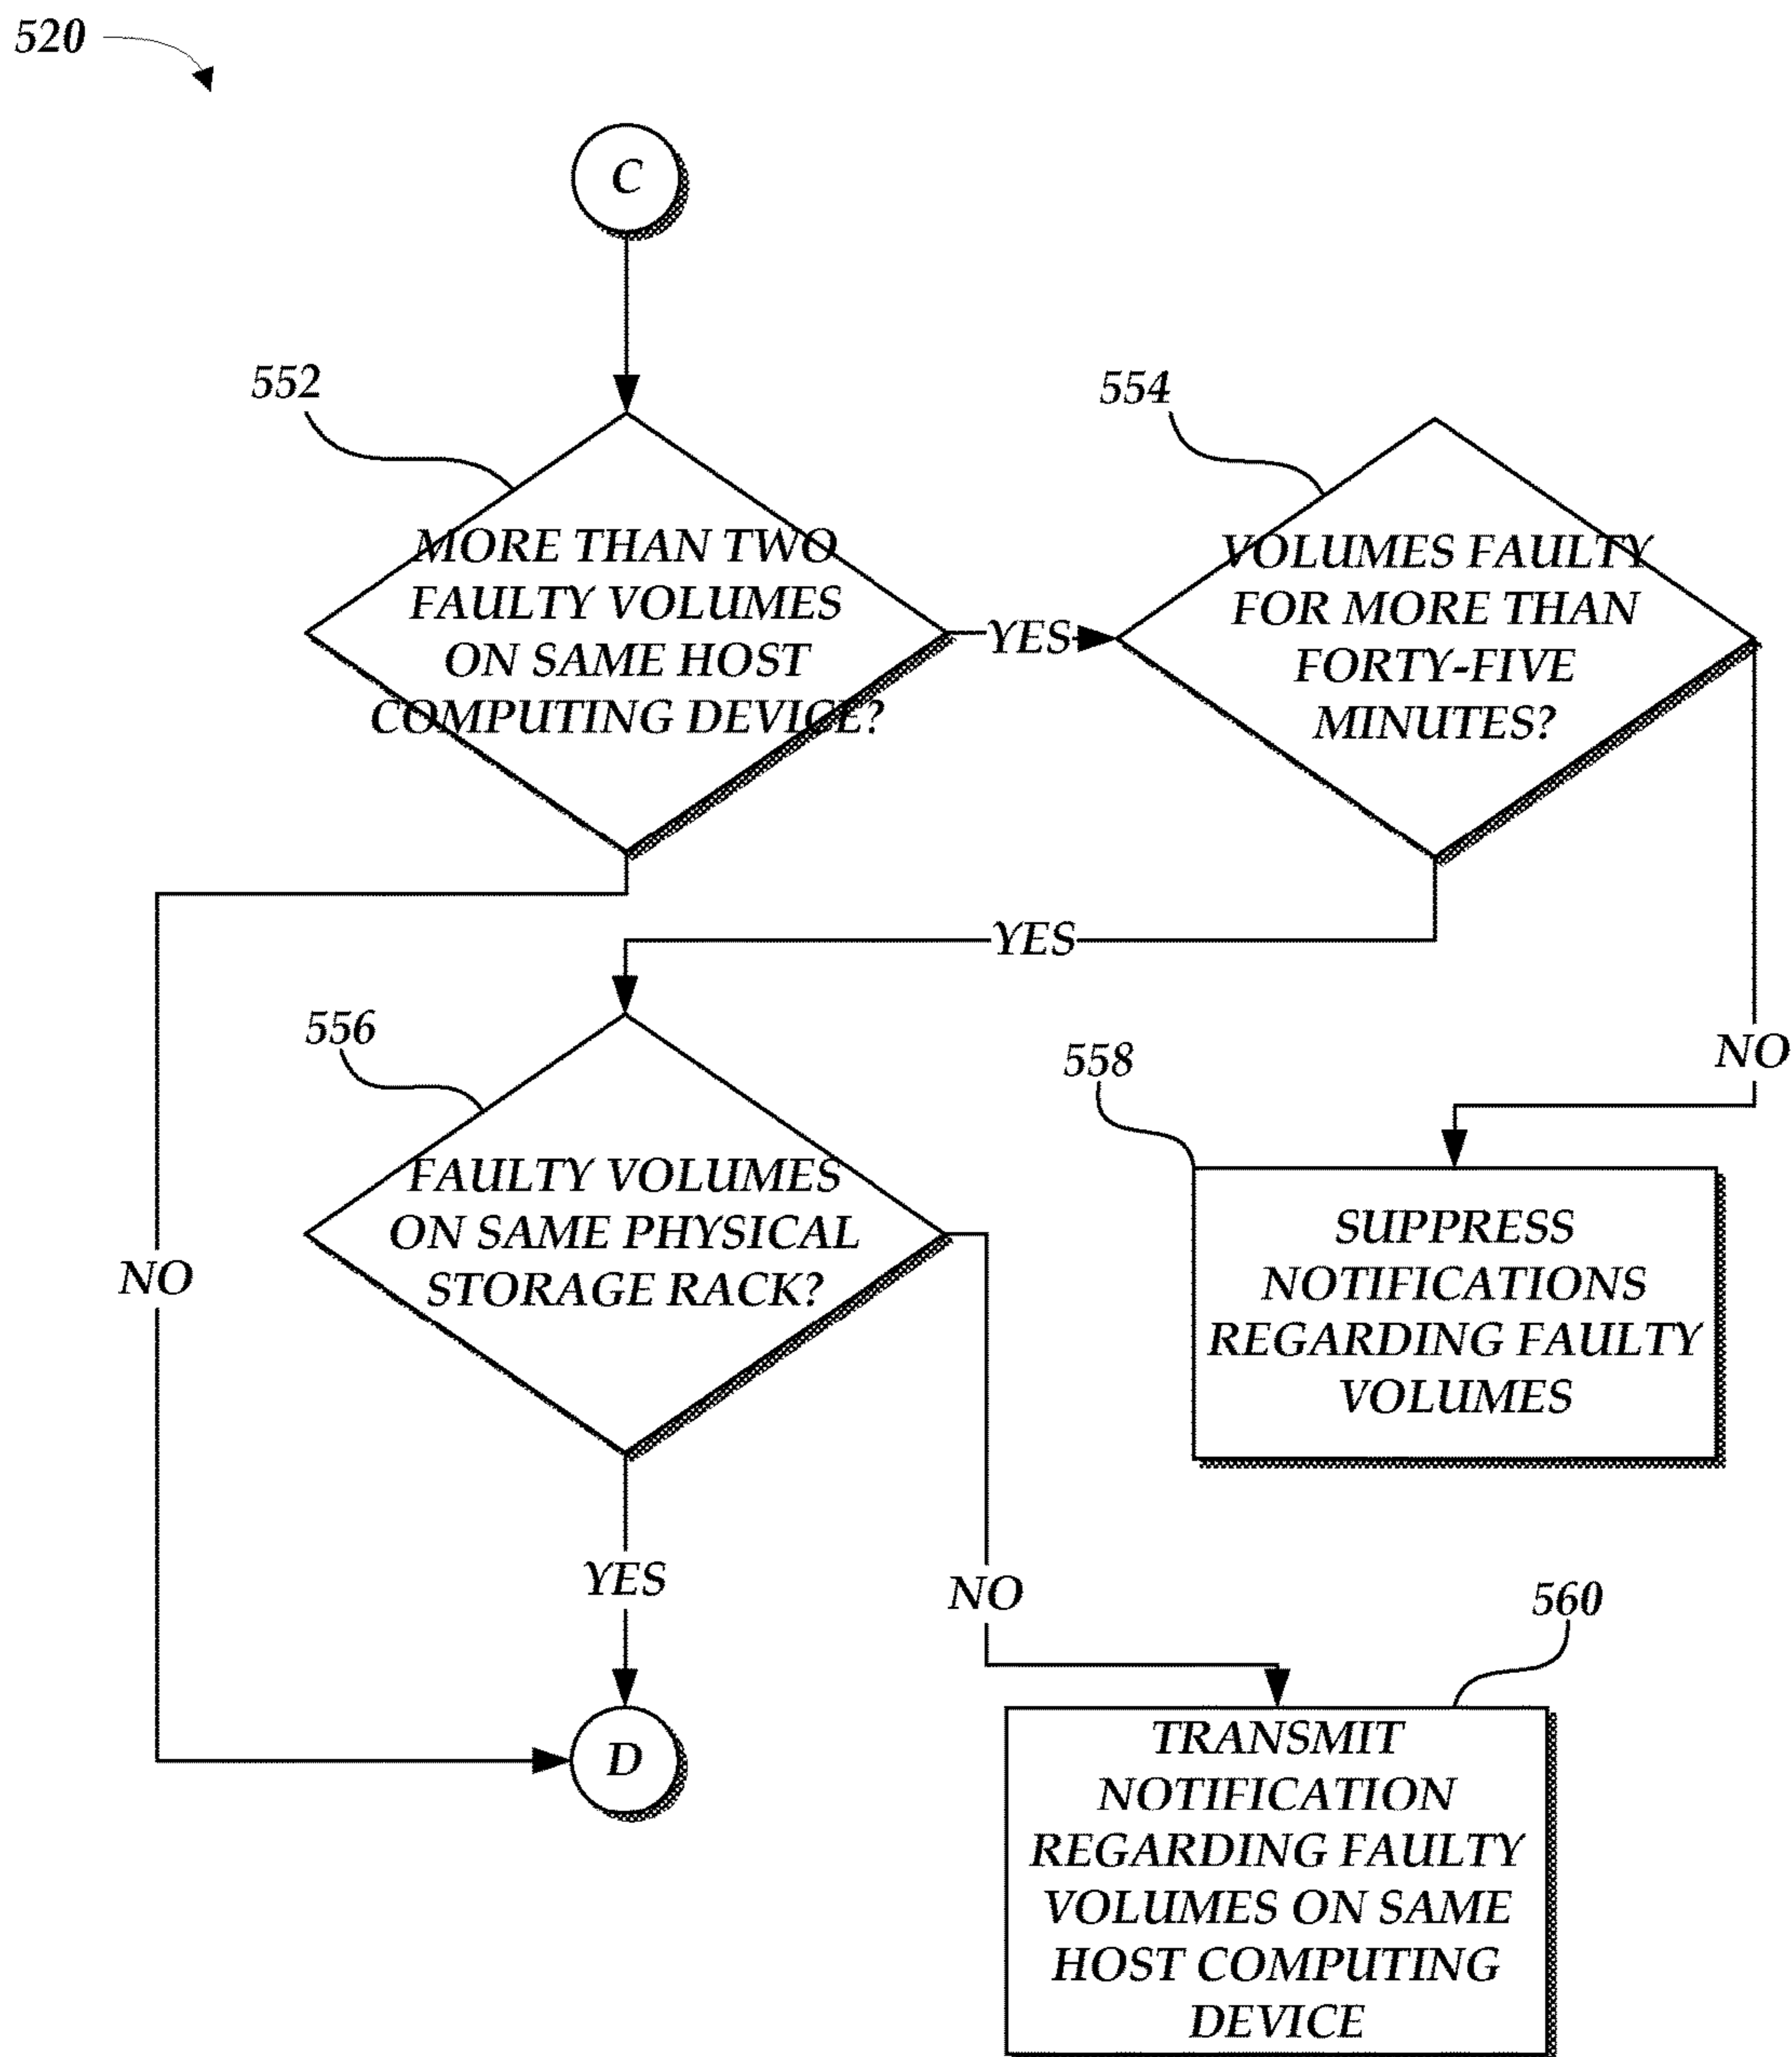 520
C
552
554
MORE THAN TWO
FAULTY VOLUMES
ON SAME HOST
COMPUTING DEVICE?
YES
VOLUMES FAULTY
FOR MORE THAN
FORTY-FIVE
MINUTES?
YES
NO
556
558
FAULTY VOLUMES
ON SAME PHYSICAL
STORAGE RACK?
NO
SUPPRESS
NOTIFICATIONS
REGARDING FAULTY
VOLUMES
YES
NO
560
D
TRANSMIT
NOTIFICATION
REGARDING FAULTY
VOLUMES ON SAME
HOST COMPUTING
DEVICE